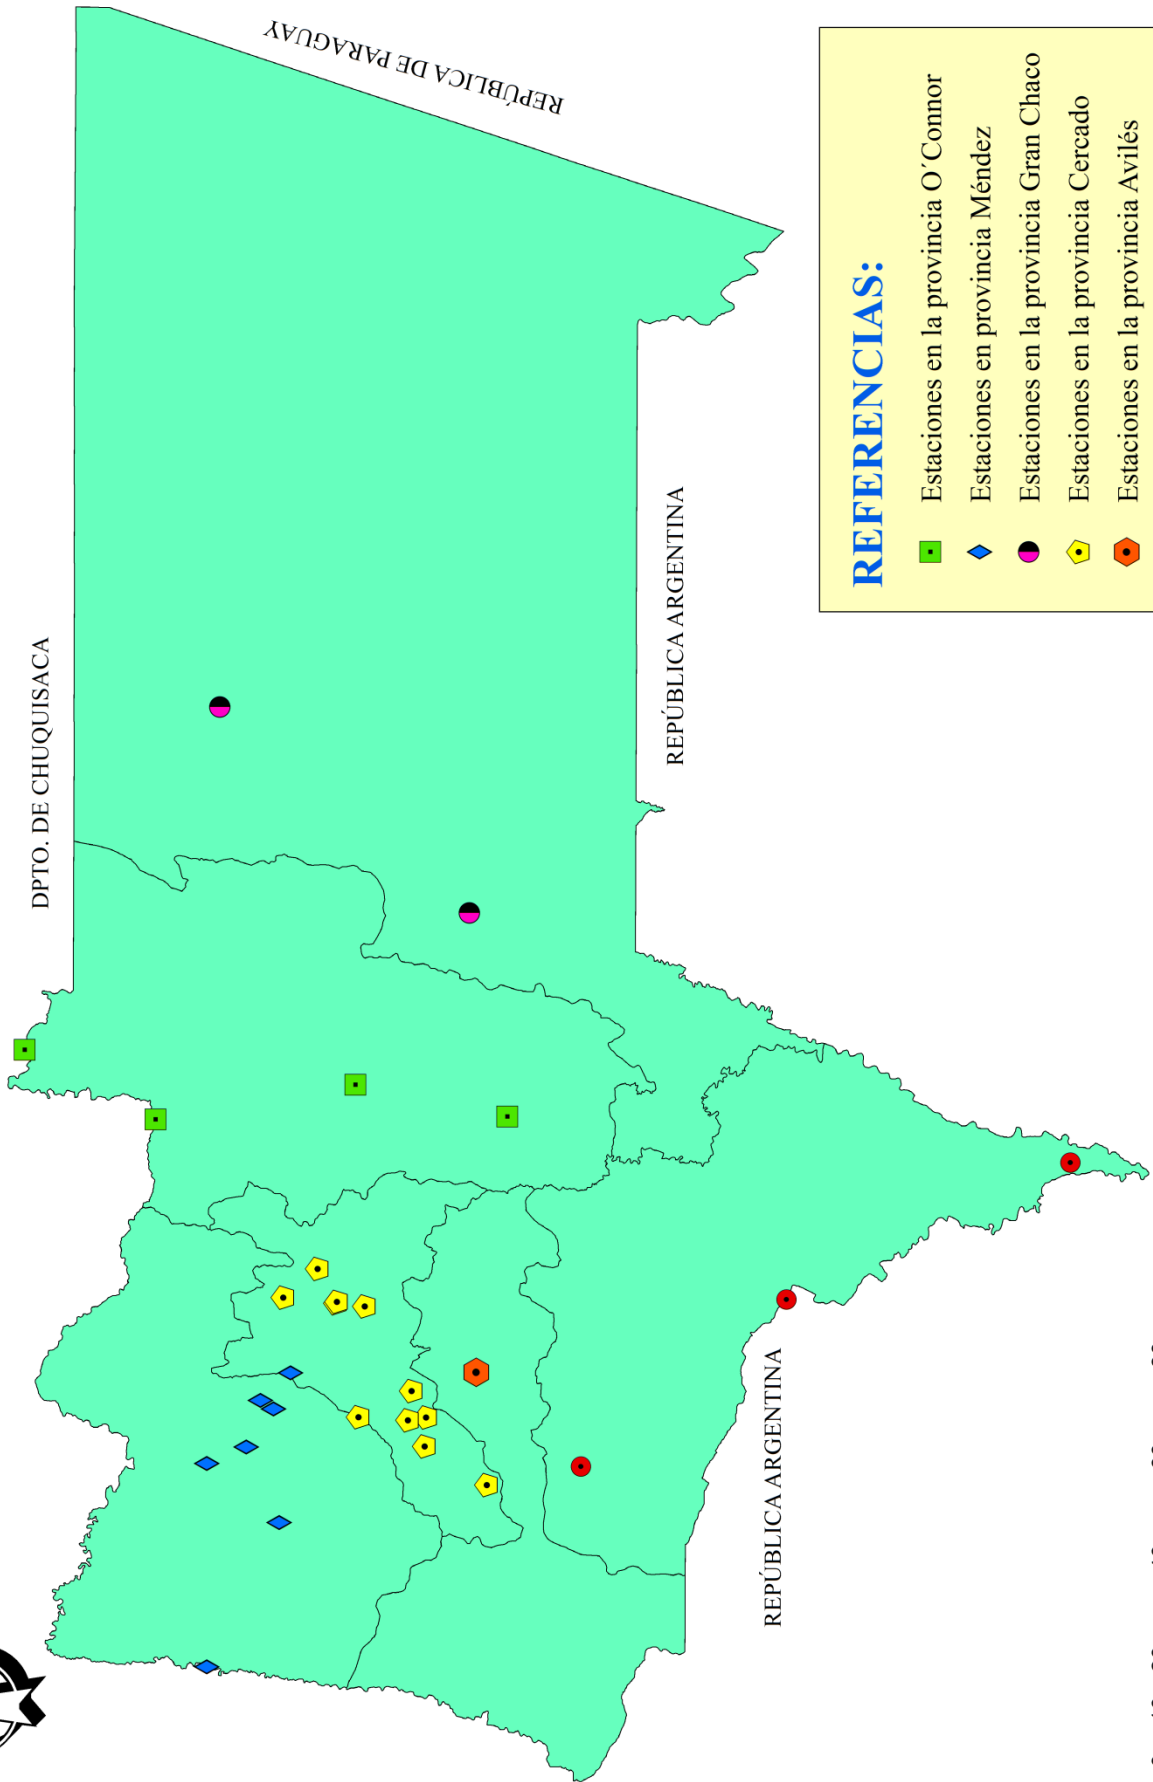 DPTO. DE CHUQUISACA
REPÚBLICA DE PARAGUAY
REPÚBLICA ARGENTINA
REPÚBLICA ARGENTINA
REFERENCIAS:
Estaciones en la provincia O´Connor
Estaciones en provincia Méndez
Estaciones en la provincia Gran Chaco
Estaciones en la provincia Cercado
Estaciones en la provincia Avilés